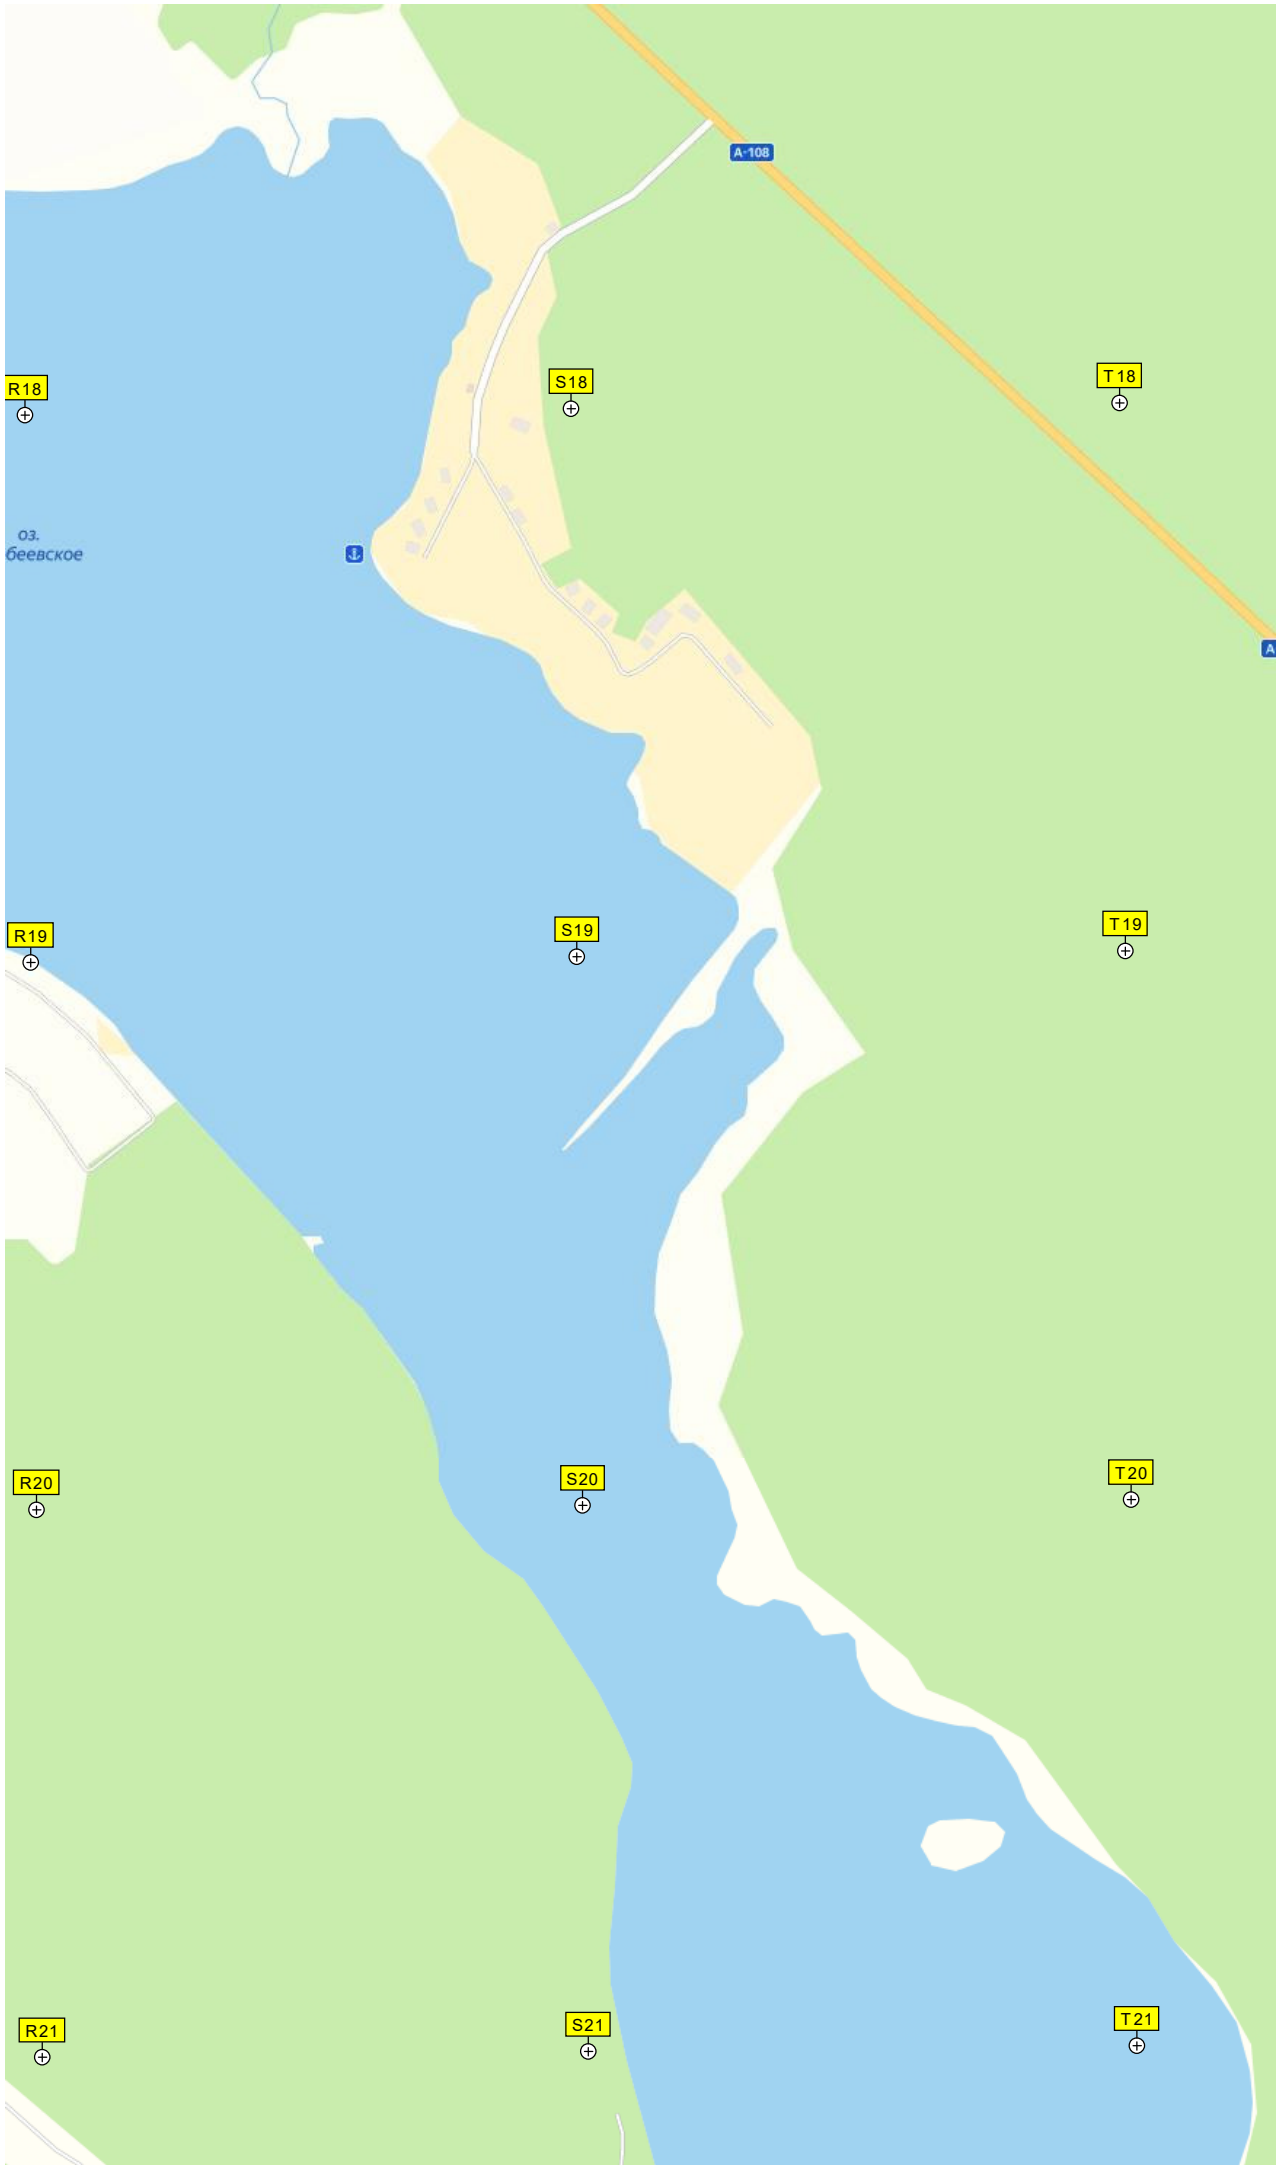 А-108
T18
S18
R18
оз.
беевское
А
T19
S19
R19
T20
S20
R20
T21
S21
R21